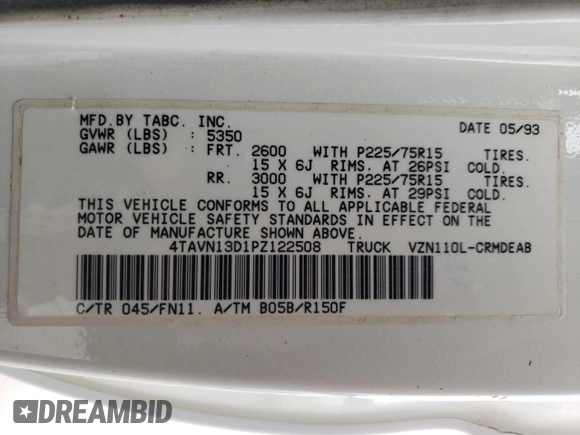 MFD.BY TABC. INC. DATE 05/93
GVWR (LBS) : 5350
GAWR (LBS) : FRT. 2600 WITH P225/75R15 TIRES.
15 X 6J RIMS. AT 26PSI COLD.
RR. 3000 WITH P225/75R15 TIRES.
15 X 6J RIMS. AT 29PSI COLD.
THIS VEHICLE CONFORMS TO ALL APPLICABLE FEDERAL
MOTOR VEHICLE SAFETY STANDARDS IN EFFECT ON THE
DATE OF MANUFACTURE SHOWN ABOVE.
4TAVN13D1PZ122508 TRUCK VZN110L-CRMDEAB
C/TR 045/FN11. A/TM B05B/R150F
DREAMBID